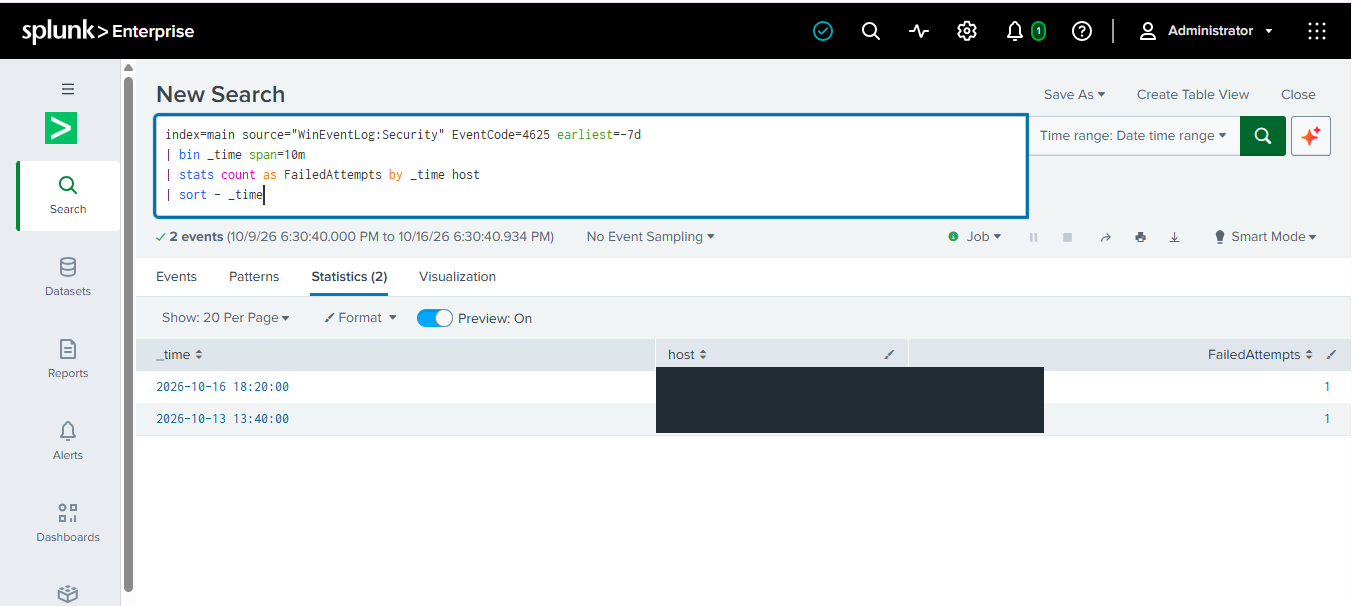 splunk> Enterprise
1
Administrator
New Search
Save As
Create Table View
Close
index=main source="WinEventLog:Security" EventCode=4625 earliest=-7d
| bin _time span=10m
| stats count as FailedAttempts by _time host
| sort - _time
Time range: Date time range
Search
Datasets
Reports
Alerts
Dashboards
2 events (10/9/26 6:30:40.000 PM to 10/16/26 6:30:40.934 PM)
No Event Sampling
Job
Smart Mode
Events
Patterns
Statistics (2)
Visualization
Show: 20 Per Page
Format
Preview: On
_time
host
FailedAttempts
2026-10-16 18:20:00
1
2026-10-13 13:40:00
1